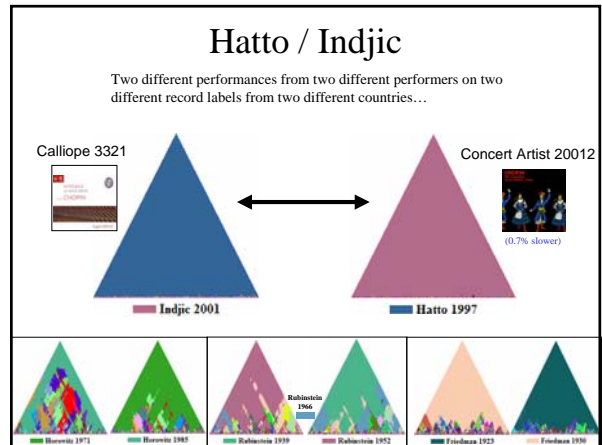 Hatto / Indjic
Two different performances from two different performers on two
different record labels from two different countries…
Calliope 3321
Concert Artist 20012
CHOPIN
(0.7% slower)
Indjic 2001
Hatto 1997
Horowitz 1971
Horowitz 1985
Rubinstein 1939
Rubinstein
1966
Rubinstein 1952
Friedman 1923
Friedman 1930